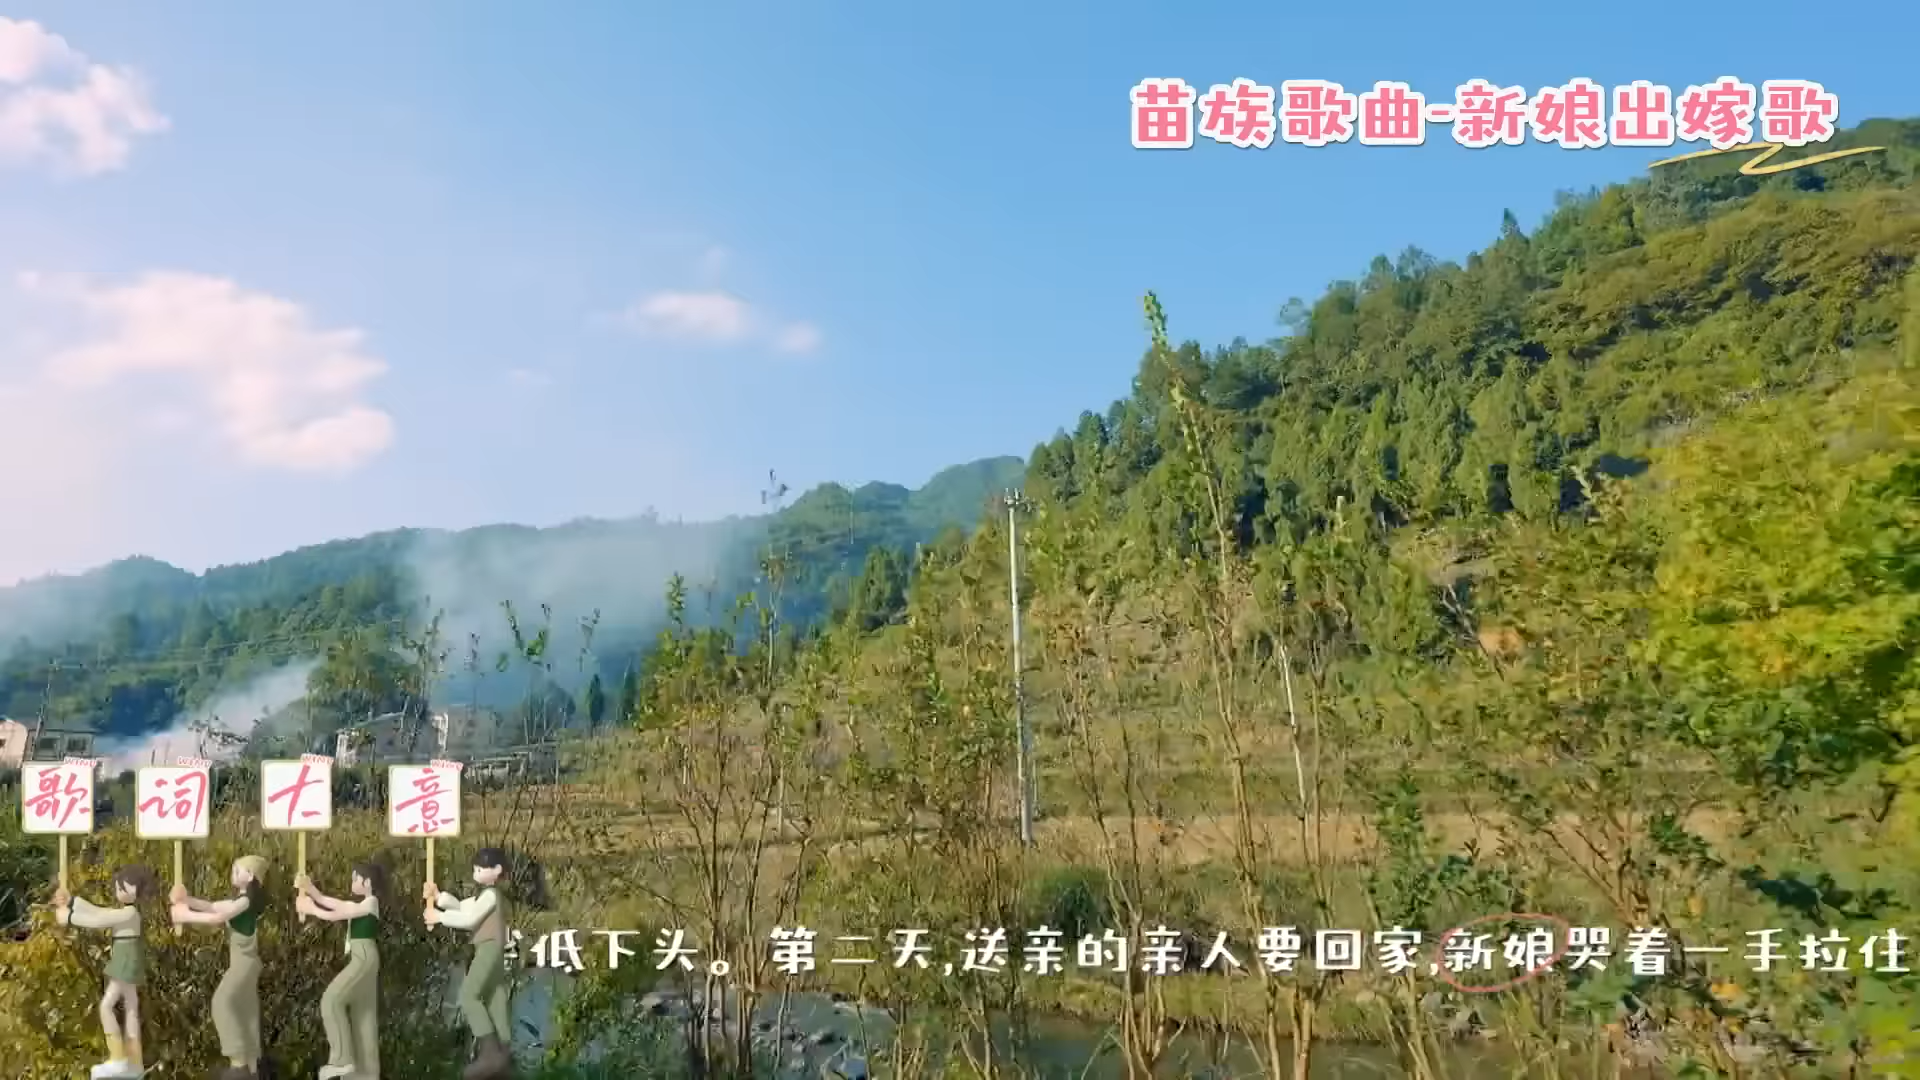 苗族歌曲-新娘出嫁歌
歌词大意
低下头。第二天,送亲的亲人要回家,新娘哭着一手拉住